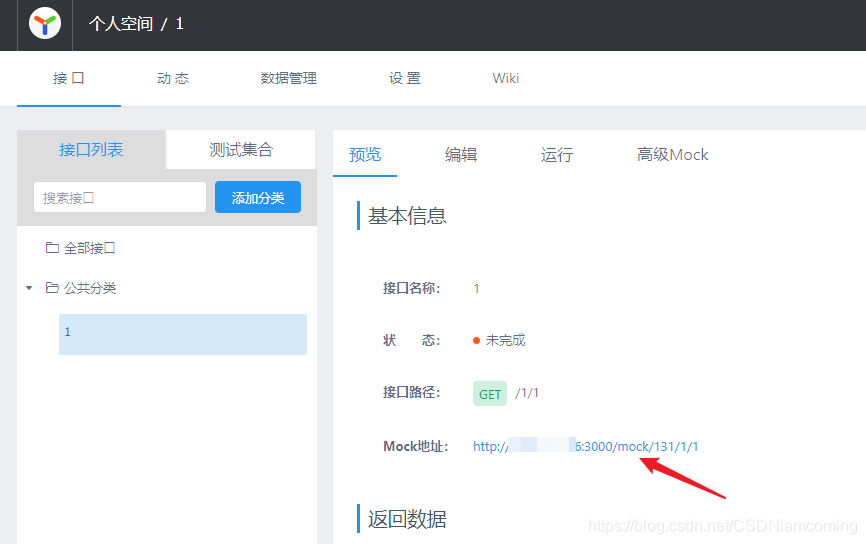 个人空间 / 1
接 口 动 态 数据管理 设 置 Wiki
接口列表 测试集合
搜索接口 添加分类
全部接口
公共分类
1
预览 编辑 运行 高级Mock
基本信息
接口名称： 1
状 态： 未完成
接口路径： GET /1/1
Mock地址： http:/ 6:3000/mock/131/1/1
返回数据
https://blog.csdn.net/CSDNiamcoming